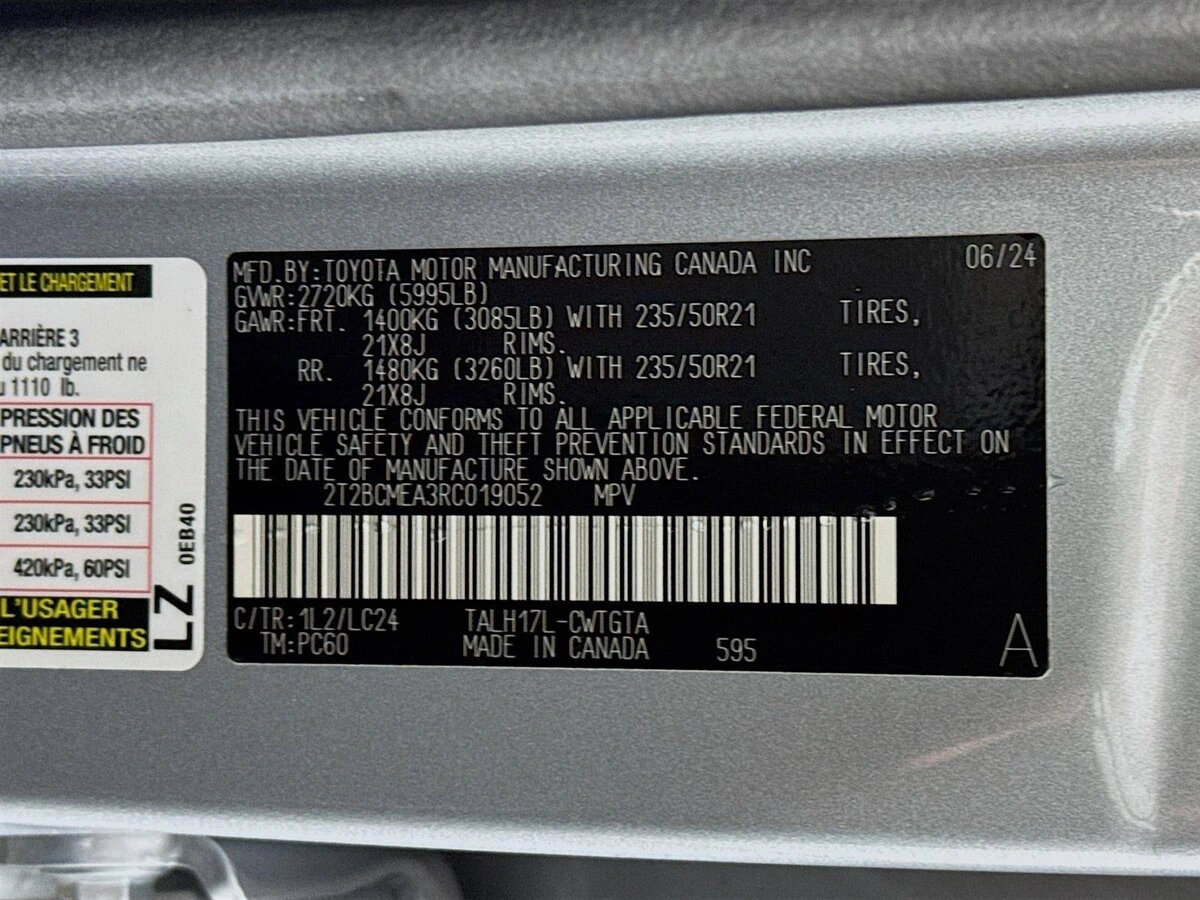 ET LE CHARGEMENT
ARRIÈRE 3
du chargement ne
1110 lb.
PRESSION DES
PNEUS À FROID
230kPa, 33PSI
230kPa, 33PSI
420kPa, 60PSI
L'USAGER
EIGNEMENTS
LZ 0EB40
MFD.BY:TOYOTA MOTOR MANUFACTURING CANADA INC 06/24
GVWR:2720KG (5995LB)
GAWR:FRT. 1400KG (3085LB) WITH 235/50R21 TIRES,
21X8J RIMS.
RR. 1480KG (3260LB) WITH 235/50R21 TIRES,
21X8J RIMS.
THIS VEHICLE CONFORMS TO ALL APPLICABLE FEDERAL MOTOR
VEHICLE SAFETY AND THEFT PREVENTION STANDARDS IN EFFECT ON
THE DATE OF MANUFACTURE SHOWN ABOVE.
2T2BCMEA3RC019052 MPV
C/TR:1L2/LC24 TALH17L-CWTGTA
TM:PC60 MADE IN CANADA 595 A